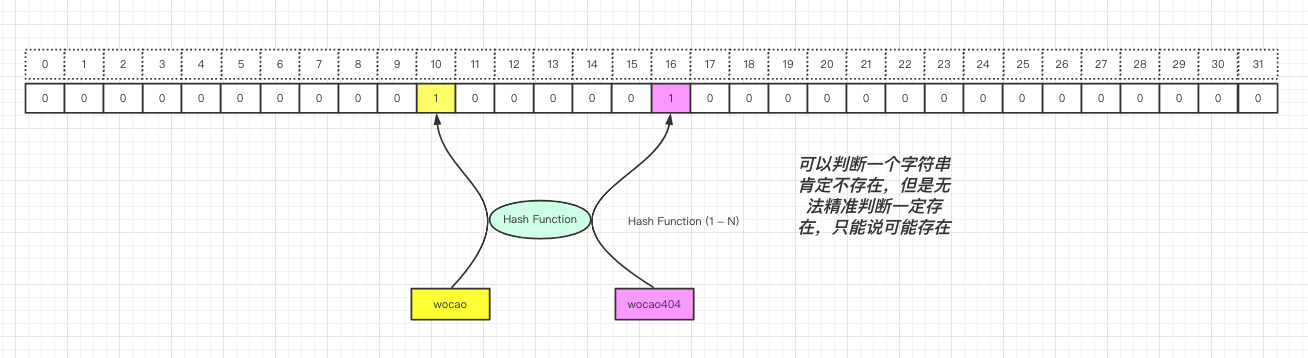 0 1 2 3 4 5 6 7 8 9 10 11 12 13 14 15 16 17 18 19 20 21 22 23 24 25 26 27 28 29 30 31
0 0 0 0 0 0 0 0 0 0 1 0 0 0 0 0 1 0 0 0 0 0 0 0 0 0 0 0 0 0 0 0
可以判断一个字符串
肯定不存在，但是无
法精准判断一定存
在，只能说可能存在
Hash Function
Hash Function (1 – N)
wocao
wocao404